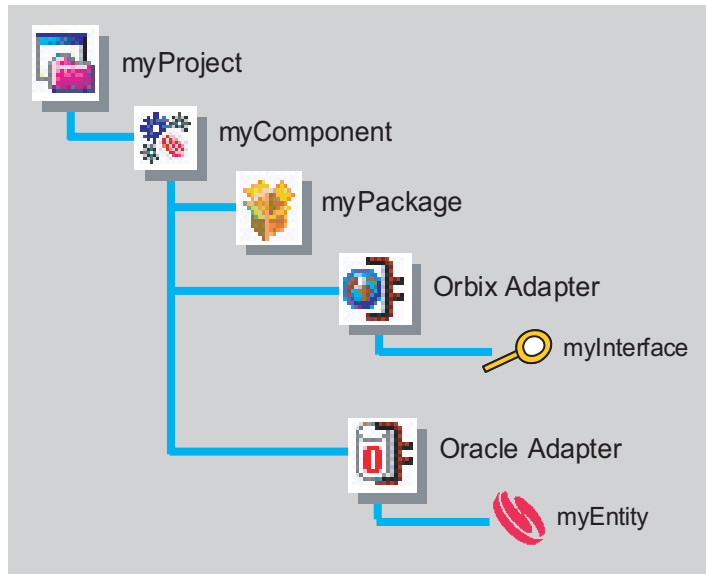 myProject
myComponent
myPackage
Orbix Adapter
myInterface
Oracle Adapter
myEntity